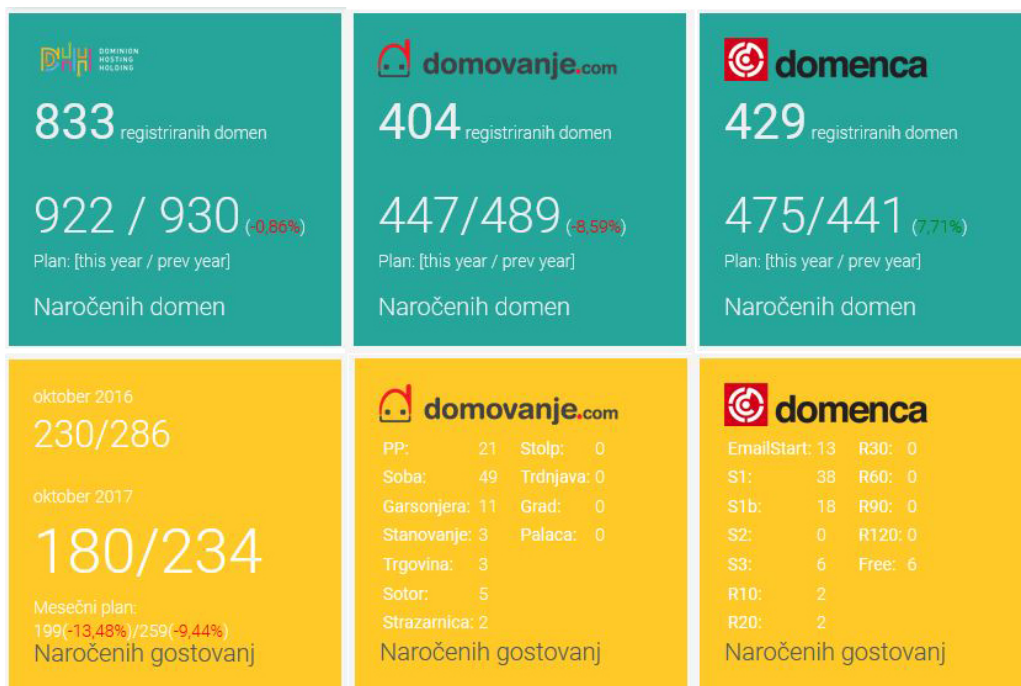 DHH DOMINION
HOSTING
HOLDING
833 registriranih domen
922 / 930 (-0,86%)
Plan: [this year / prev year]
Naročenih domen
domovanje.com
404 registriranih domen
447/489 (-8,59%)
Plan: [this year / prev year]
Naročenih domen
domenca
429 registriranih domen
475/441 (7,71%)
Plan: [this year / prev year]
Naročenih domen
oktober 2016
230/286
oktober 2017
180/234
Mesečni plan:
199(-13,48%)/259(-9,44%)
Naročenih gostovanj
domovanje.com
PP: 21 Stolp: 0
Soba: 49 Trdnjava: 0
Garsonjera: 11 Grad: 0
Stanovanje: 3 Palaca: 0
Trgovina: 3
Sotor: 5
Strazarnica: 2
Naročenih gostovanj
domenca
EmailStart: 13 R30: 0
S1: 38 R60: 0
S1b: 18 R90: 0
S2: 0 R120: 0
S3: 6 Free: 6
R10: 2
R20: 2
Naročenih gostovanj